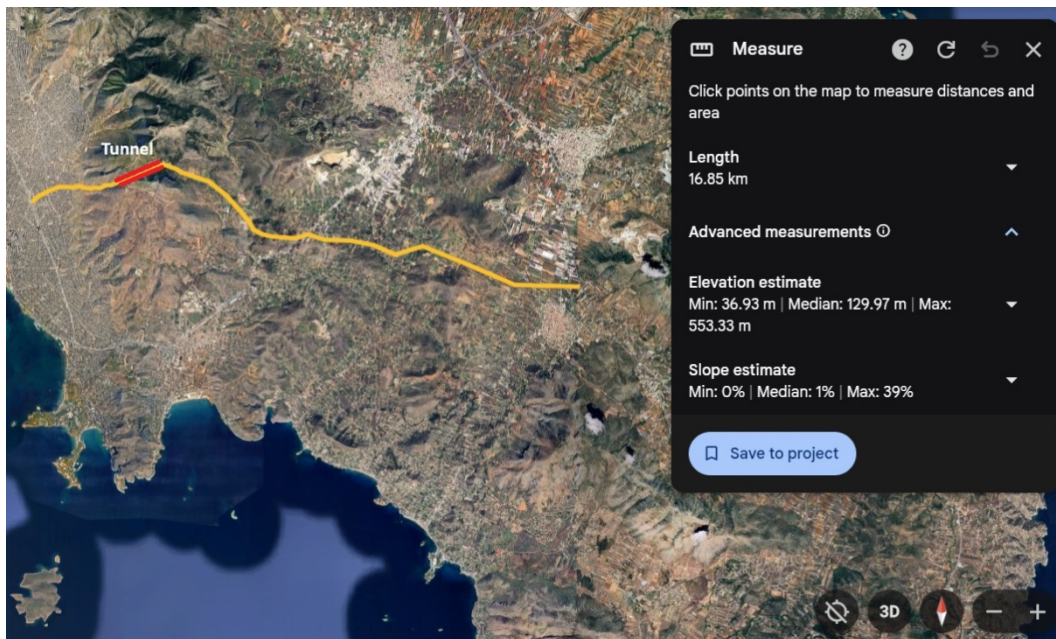 Tunnel
Measure
Click points on the map to measure distances and
area
Length
16.85 km
Advanced measurements
Elevation estimate
Min: 36.93 m | Median: 129.97 m | Max:
553.33 m
Slope estimate
Min: 0% | Median: 1% | Max: 39%
Save to project
3D